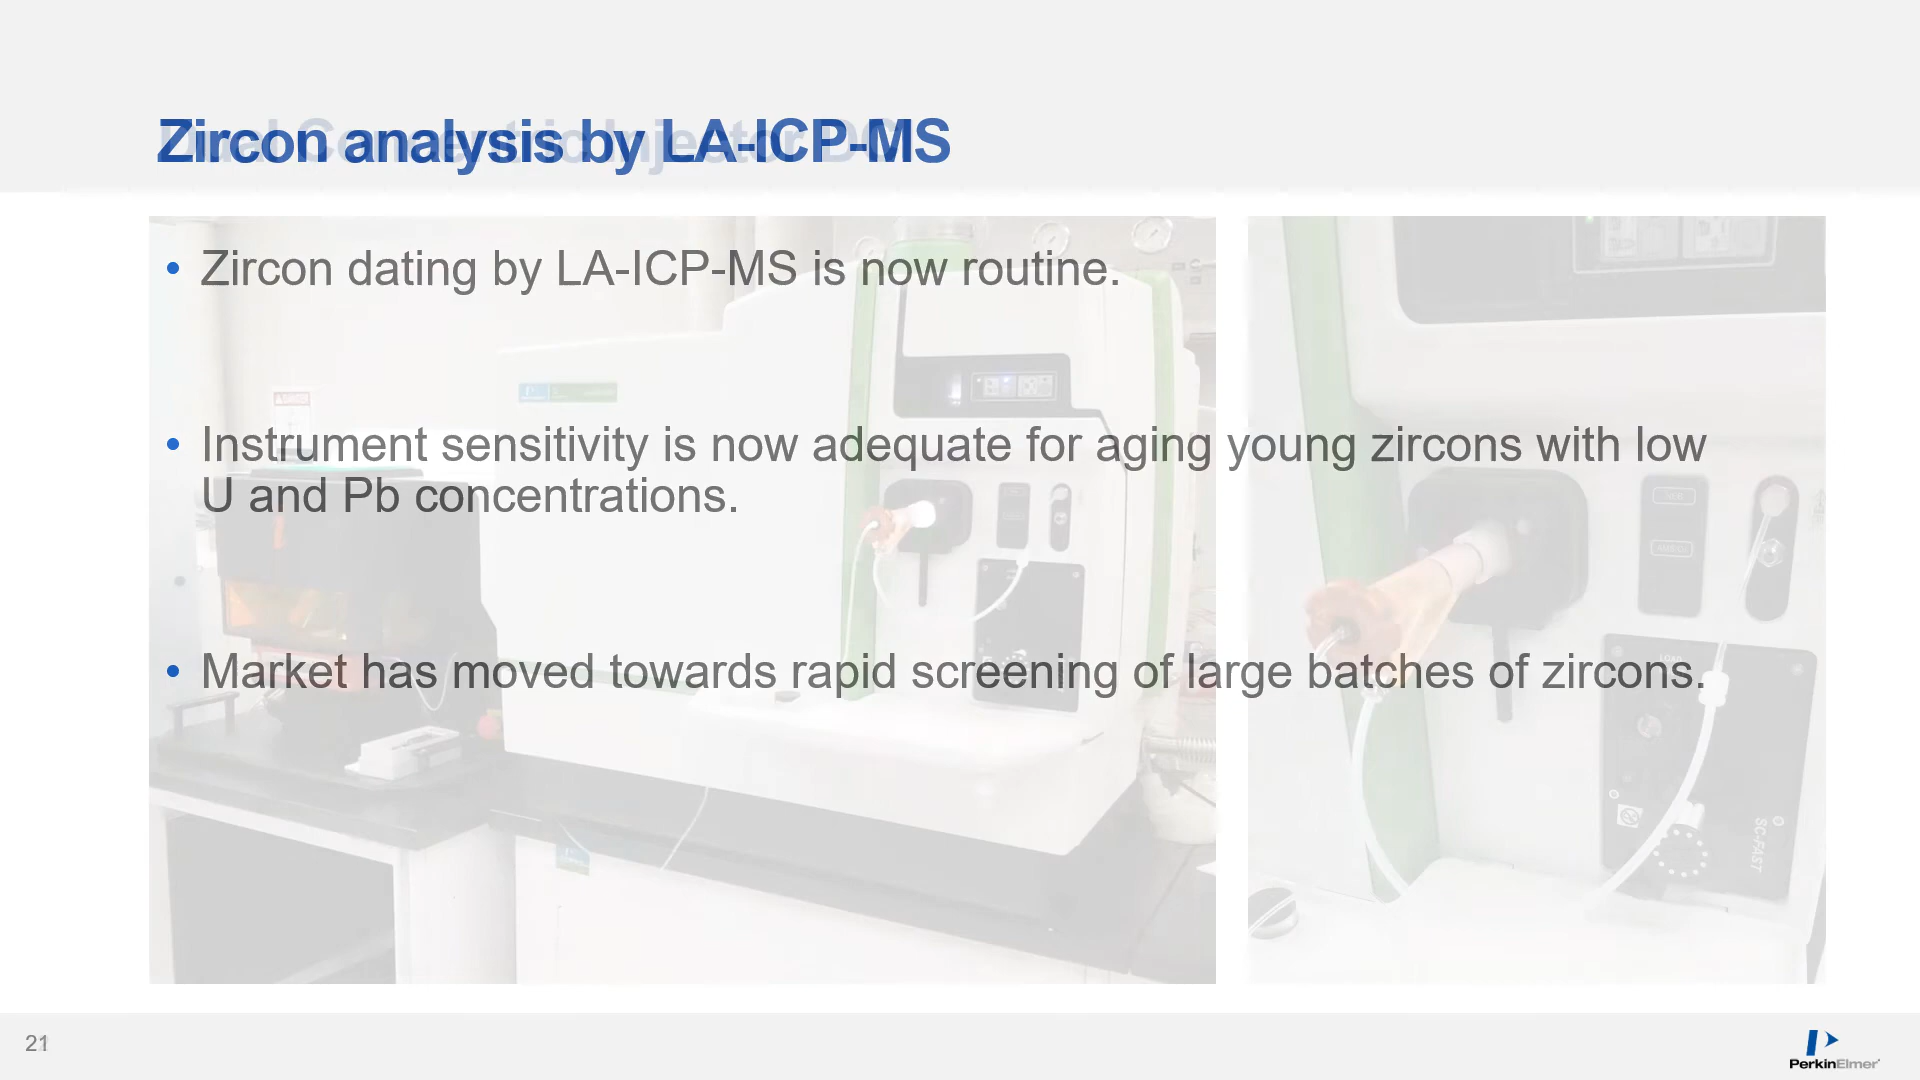 Zircon analysis by LA-ICP-MS
• Zircon dating by LA-ICP-MS is now routine.
• Instrument sensitivity is now adequate for aging young zircons with low
U and Pb concentrations.
• Market has moved towards rapid screening of large batches of zircons.
SC-FAST
PerkinElmer